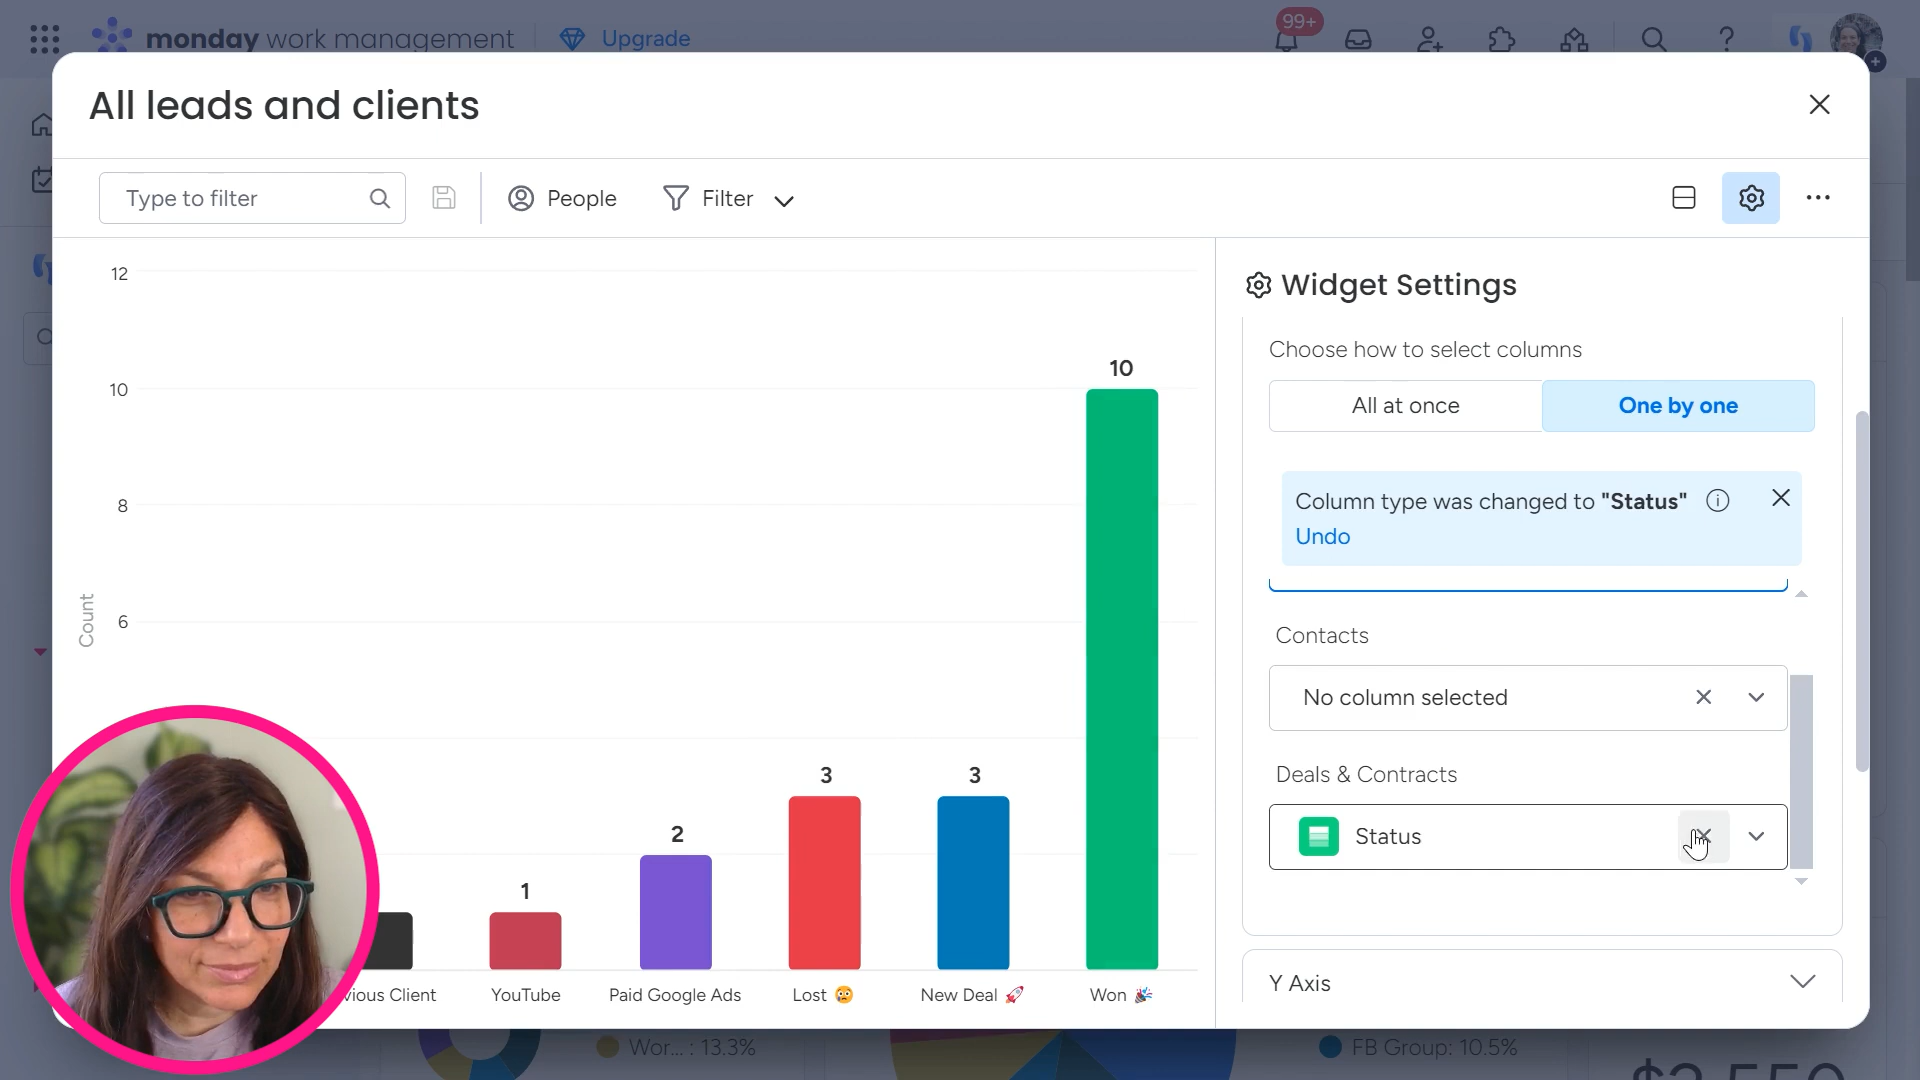 monday work management
Upgrade
99+
All leads and clients
Type to filter
People
Filter
12
10
8
6
Count
10
3
3
2
1
vious Client
YouTube
Paid Google Ads
Lost 😨
New Deal 🚀
Won 🎉
Widget Settings
Choose how to select columns
All at once
One by one
Column type was changed to "Status"
Undo
Contacts
No column selected
Deals & Contracts
Status
Y Axis
Wor... : 13.3%
FB Group: 10.5%
$3,550